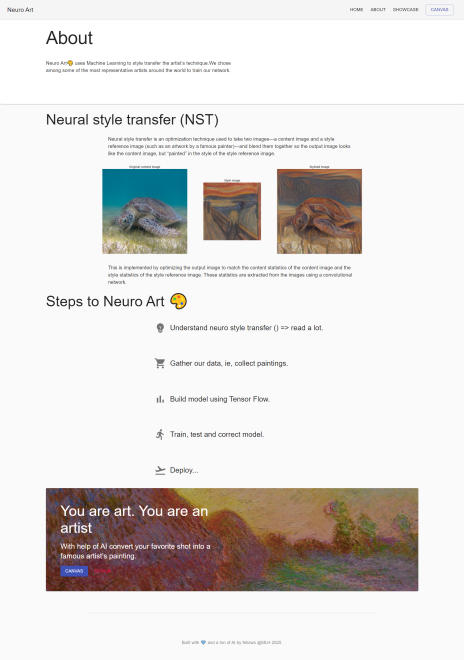 Neuro Art
HOME
ABOUT
SHOWCASE
CANVAS
About
Neuro Art🎨 uses Machine Learning to style transfer the artist's technique.We chose
among some of the most representative artists around the world to train our network.
Neural style transfer (NST)
Neural style transfer is an optimization technique used to take two images—a content image and a style
reference image (such as an artwork by a famous painter)—and blend them together so the output image looks
like the content image, but "painted" in the style of the style reference image.
Original content image
Style image
Stylized image
This is implemented by optimizing the output image to match the content statistics of the content image and the
style statistics of the style reference image. These statistics are extracted from the images using a convolutional
network.
Steps to Neuro Art 🎨
Understand neuro style transfer () => read a lot.
Gather our data, ie, collect paintings.
Build model using Tensor Flow.
Train, test and correct model.
Deploy...
You are art. You are an
artist
With help of AI convert your favorite shot into a
famous artist's painting.
CANVAS
Built with 💙 and a ton of AI by fellows @MLH 2020.